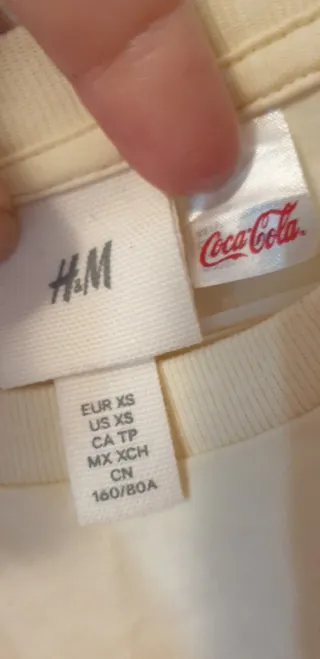 H&M
Coca-Cola
EUR XS
US XS
CA TP
MX XCH
CN
160/80A